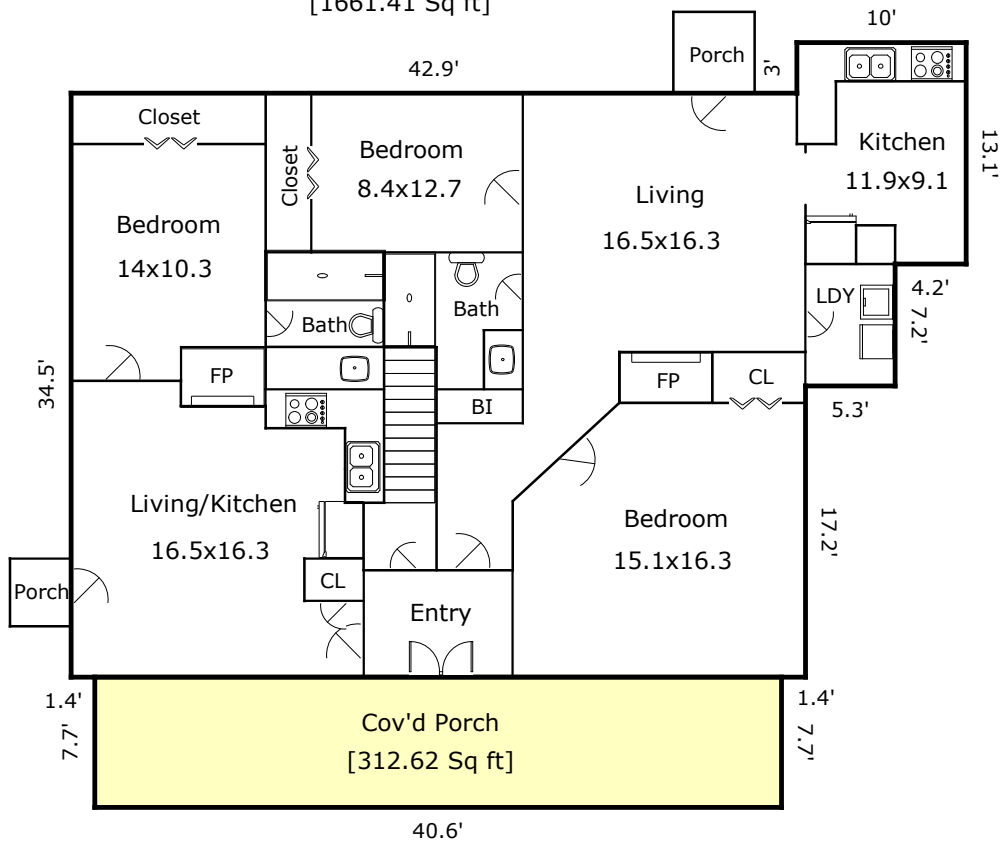 [1661.41 Sq ft]
10'
Porch
3'
42.9'
Closet
Closet
Bedroom
8.4x12.7
Kitchen
11.9x9.1
13.1'
Living
16.5x16.3
Bedroom
14x10.3
LDY
4.2'
7.2'
Bath
Bath
34.5'
FP
FP
CL
BI
5.3'
Living/Kitchen
16.5x16.3
Bedroom
15.1x16.3
17.2'
Porch
CL
Entry
1.4'
7.7'
Cov'd Porch
[312.62 Sq ft]
1.4'
7.7'
40.6'